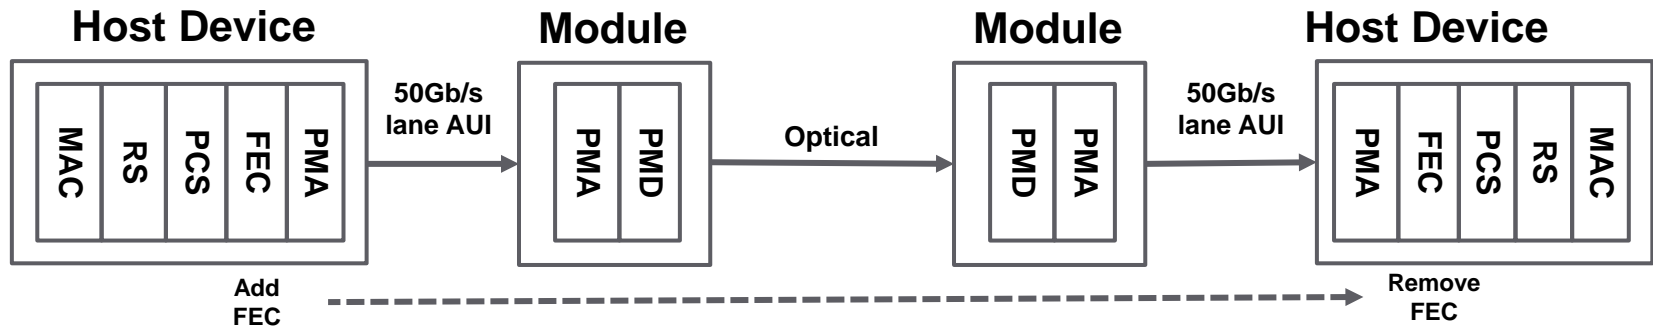 Host Device
Module
Module
Host Device
MAC
RS
PCS
FEC
PMA
50Gb/s
lane AUI
PMA
PMD
Optical
PMD
PMA
50Gb/s
lane AUI
PMA
FEC
PCS
RS
MAC
Add
FEC
Remove
FEC